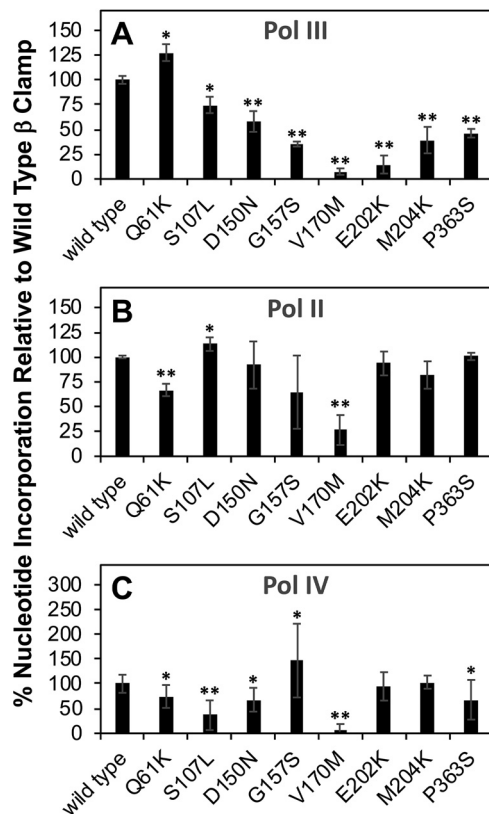 % Nucleotide Incorporation Relative to Wild Type β Clamp
A
Pol III
150
125
100
75
50
25
0
*
*
**
**
**
**
**
**
wild type
Q61K
S107L
D150N
G157S
V170M
E202K
M204K
P363S
B
Pol II
150
125
100
75
50
25
0
**
*
**
wild type
Q61K
S107L
D150N
G157S
V170M
E202K
M204K
P363S
C
Pol IV
300
250
200
150
100
50
0
*
**
*
*
**
*
wild type
Q61K
S107L
D150N
G157S
V170M
E202K
M204K
P363S